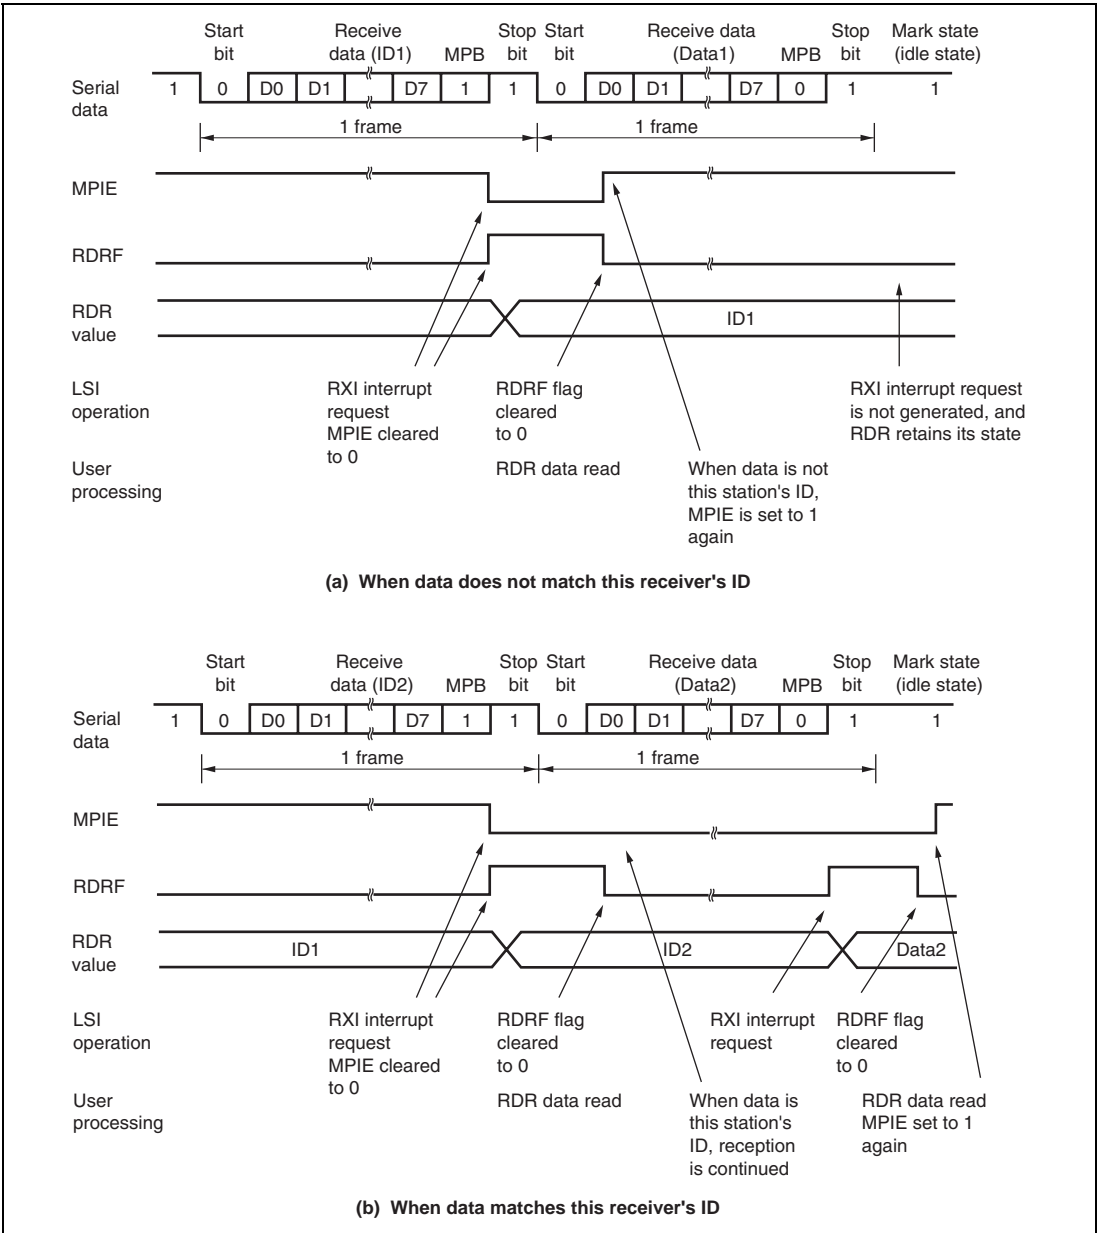 Start bit Receive data (ID1) MPB Stop bit Start bit Receive data (Data1) MPB Stop bit Mark state (idle state)
Serial data 1 0 D0 D1 D7 1 1 0 D0 D1 D7 0 1 1
1 frame 1 frame
MPIE
RDRF
RDR value ID1
LSI operation
RXI interrupt request MPIE cleared to 0
RDRF flag cleared to 0
RXI interrupt request is not generated, and RDR retains its state
User processing
RDR data read
When data is not this station's ID, MPIE is set to 1 again
(a) When data does not match this receiver's ID
Start bit Receive data (ID2) MPB Stop bit Start bit Receive data (Data2) MPB Stop bit Mark state (idle state)
Serial data 1 0 D0 D1 D7 1 1 0 D0 D1 D7 0 1 1
1 frame 1 frame
MPIE
RDRF
RDR value ID1 ID2 Data2
LSI operation
RXI interrupt request MPIE cleared to 0
RDRF flag cleared to 0
RXI interrupt request
RDRF flag cleared to 0
User processing
RDR data read
When data is this station's ID, reception is continued
RDR data read MPIE set to 1 again
(b) When data matches this receiver's ID